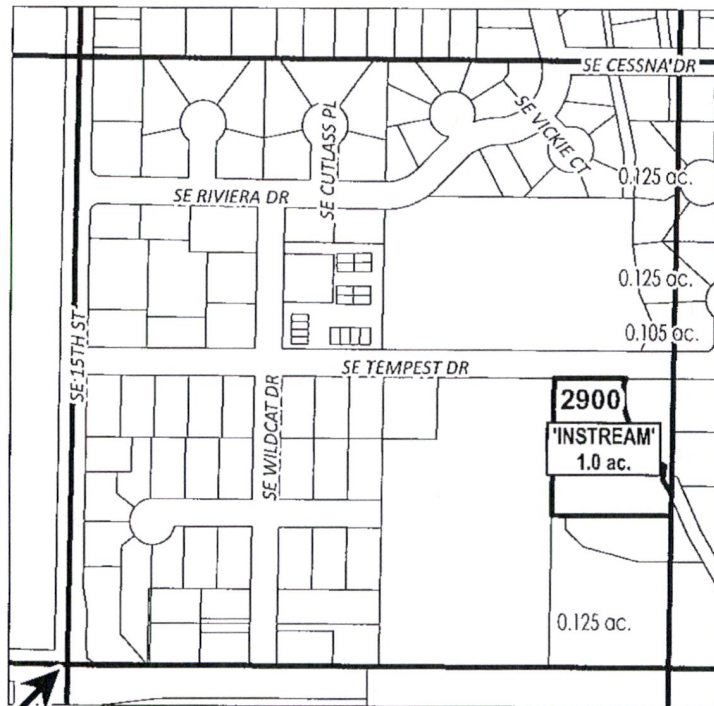 SE CESSNA DR
SE CUTLASS PL
SE VICKIE CT
0.125 ac.
SE RIVIERA DR
0.125 ac.
SE 15TH ST
0.105 ac.
SE TEMPEST DR
SE WILDCAT DR
2900
'INSTREAM'
1.0 ac.
0.125 ac.